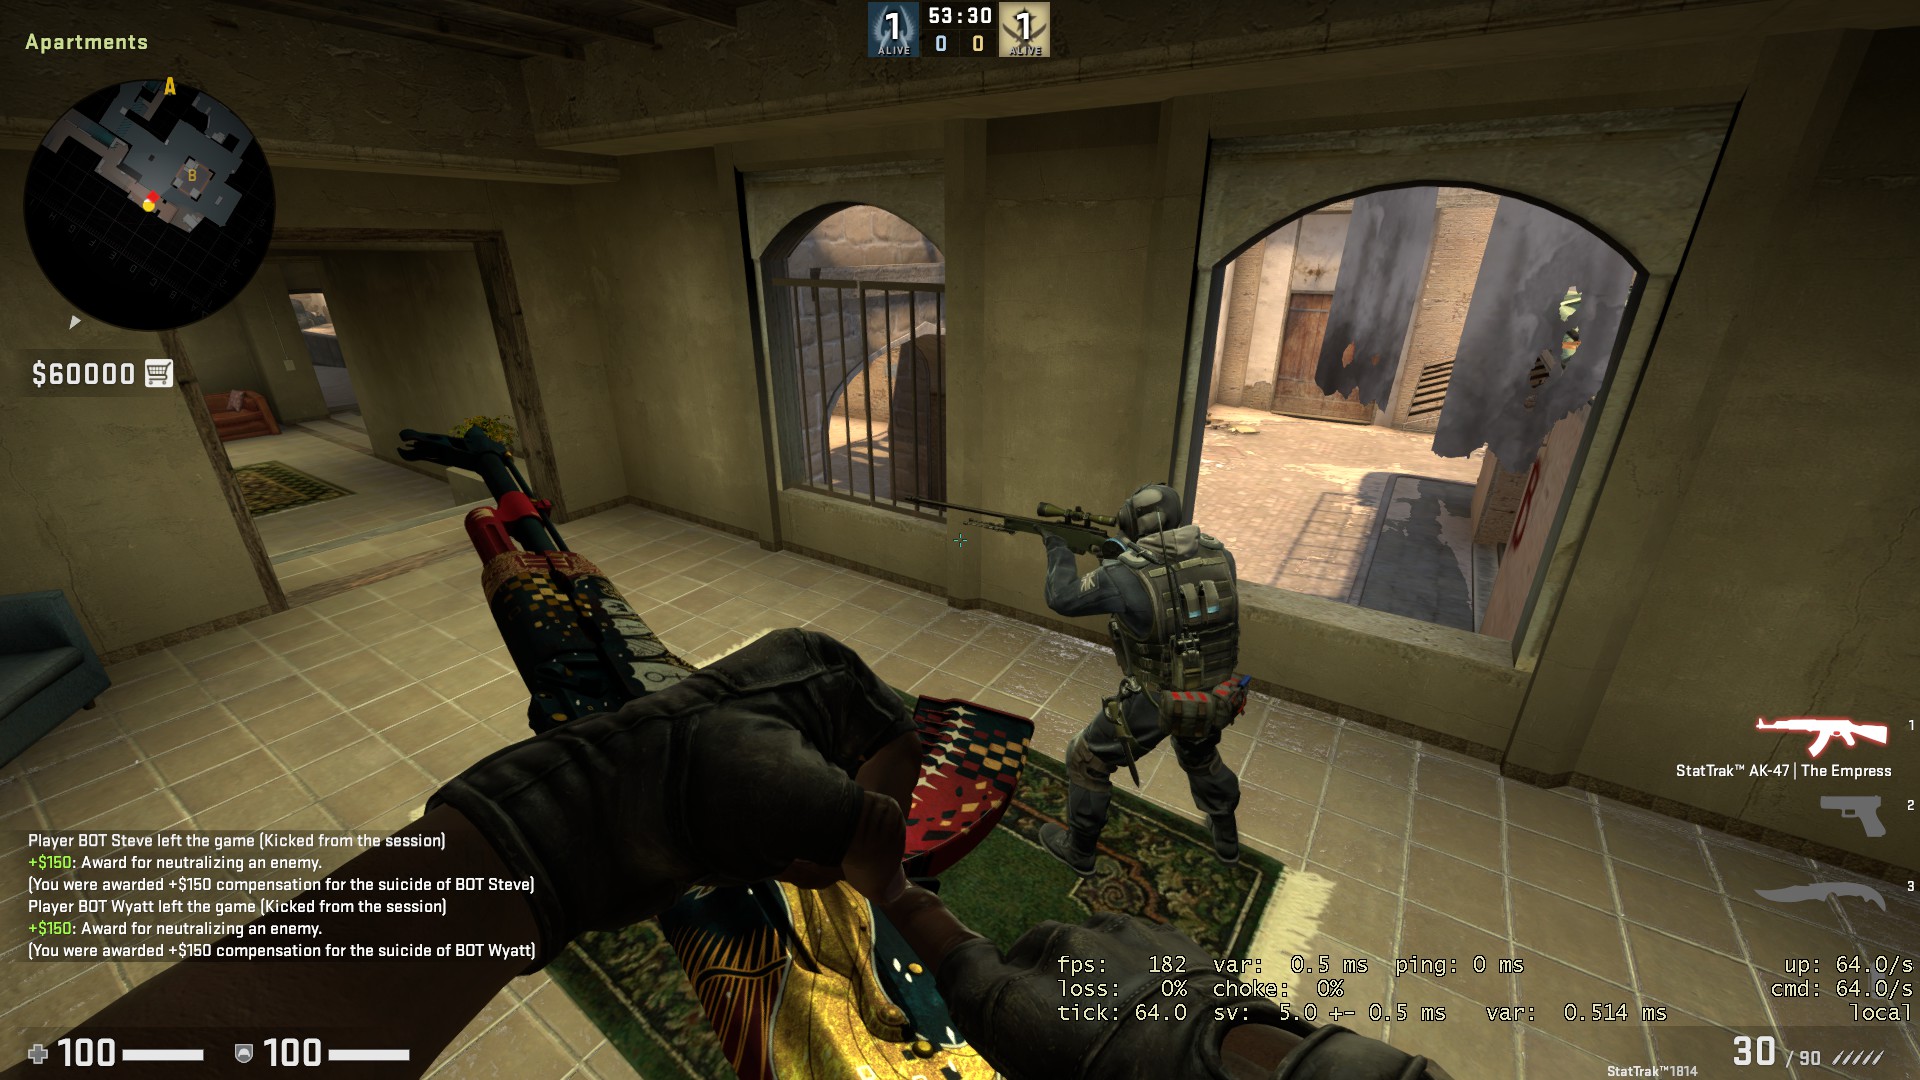 Apartments
1
ALIVE
53:30
0 0
1
ALIVE
A
B
$60000
1
StatTrak™ AK-47 | The Empress
2
3
Player BOT Steve left the game (Kicked from the session)
+$150: Award for neutralizing an enemy.
(You were awarded +$150 compensation for the suicide of BOT Steve)
Player BOT Wyatt left the game (Kicked from the session)
+$150: Award for neutralizing an enemy.
(You were awarded +$150 compensation for the suicide of BOT Wyatt)
fps: 182 var: 0.5 ms ping: 0 ms up: 64.0/s
loss: 0% choke: 0% cmd: 64.0/s
tick: 64.0 sv: 5.0 +- 0.5 ms var: 0.514 ms local
100 100
30 / 90
StatTrak™1814